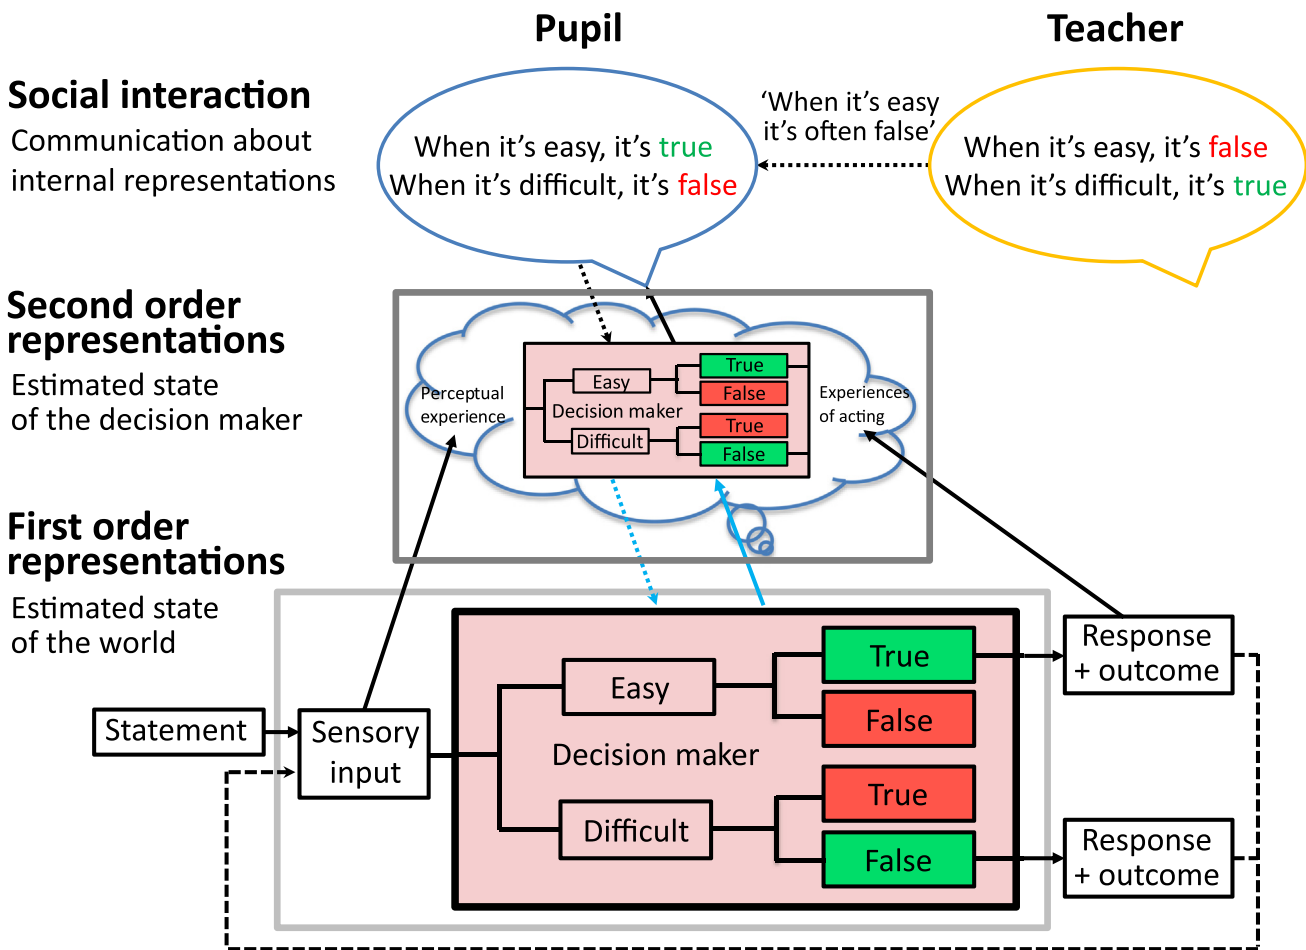 Pupil
Teacher
Social interaction
Communication about
internal representations
When it's easy, it's true
When it's difficult, it's false
‘When it's easy
it's often false’
When it's easy, it's false
When it's difficult, it's true
Second order
representations
Estimated state
of the decision maker
Perceptual
experience
Easy
Decision maker
Difficult
True
False
True
False
Experiences
of acting
First order
representations
Estimated state
of the world
Statement
Sensory
input
Easy
Decision maker
Difficult
True
False
True
False
Response
+ outcome
Response
+ outcome